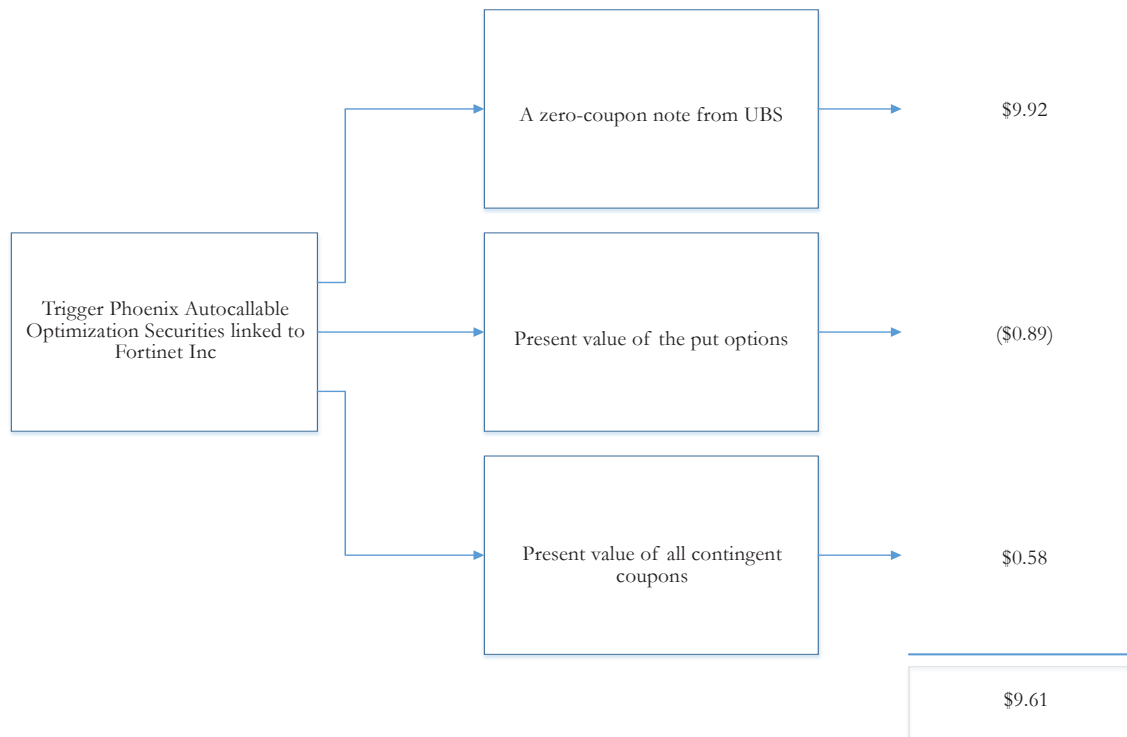 A zero-coupon note from UBS
$9.92
Trigger Phoenix Autocallable
Optimization Securities linked to
Fortinet Inc
Present value of the put options
($0.89)
Present value of all contingent
coupons
$0.58
$9.61